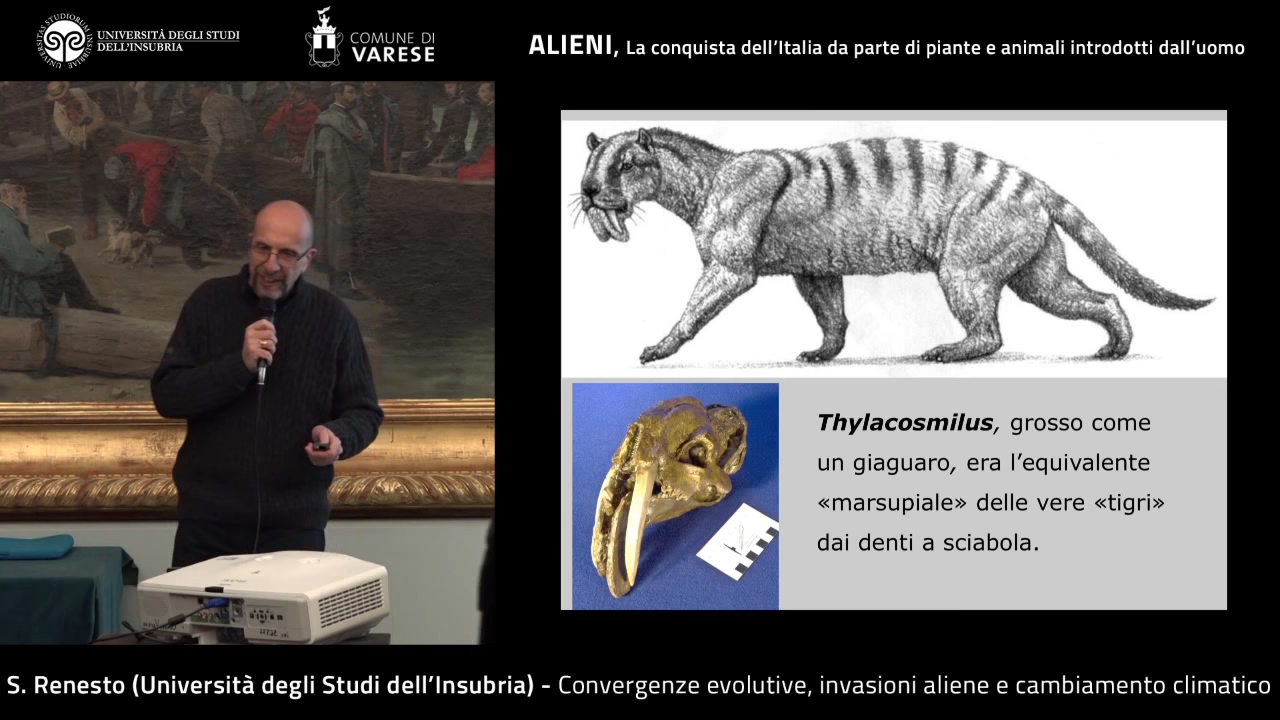 UNIVERSITÀ DEGLI STUDI
DELL'INSUBRIA
COMUNE DI
VARESE
ALIENI, La conquista dell'Italia da parte di piante e animali introdotti dall'uomo
Thylacosmilus, grosso come
un giaguaro, era l'equivalente
«marsupiale» delle vere «tigri»
dai denti a sciabola.
S. Renesto (Università degli Studi dell'Insubria) - Convergenze evolutive, invasioni aliene e cambiamento climatico